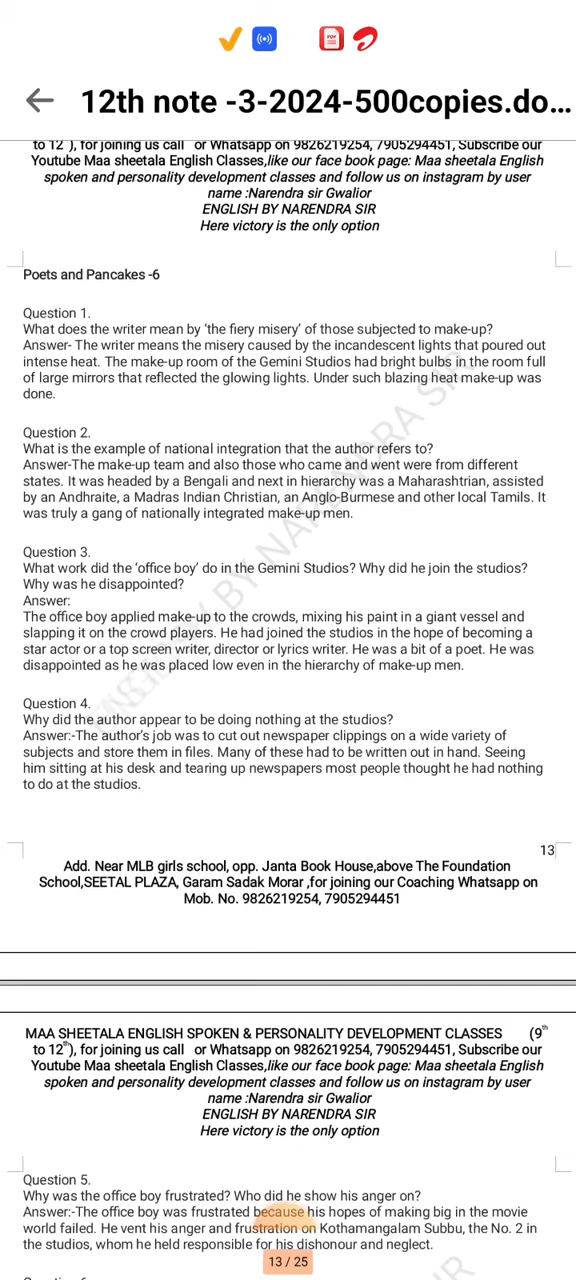 12th note -3-2024-500copies.do...
to 12 ), for joining us call or Whatsapp on 9826219254, 7905294451, Subscribe our
Youtube Maa sheetala English Classes,like our face book page: Maa sheetala English
spoken and personality development classes and follow us on instagram by user
name :Narendra sir Gwalior
ENGLISH BY NARENDRA SIR
Here victory is the only option
Poets and Pancakes -6
Question 1.
What does the writer mean by ‘the fiery misery’ of those subjected to make-up?
Answer- The writer means the misery caused by the incandescent lights that poured out
intense heat. The make-up room of the Gemini Studios had bright bulbs in the room full
of large mirrors that reflected the glowing lights. Under such blazing heat make-up was
done.
Question 2.
What is the example of national integration that the author refers to?
Answer-The make-up team and also those who came and went were from different
states. It was headed by a Bengali and next in hierarchy was a Maharashtrian, assisted
by an Andhraite, a Madras Indian Christian, an Anglo-Burmese and other local Tamils. It
was truly a gang of nationally integrated make-up men.
Question 3.
What work did the ‘office boy’ do in the Gemini Studios? Why did he join the studios?
Why was he disappointed?
Answer:
The office boy applied make-up to the crowds, mixing his paint in a giant vessel and
slapping it on the crowd players. He had joined the studios in the hope of becoming a
star actor or a top screen writer, director or lyrics writer. He was a bit of a poet. He was
disappointed as he was placed low even in the hierarchy of make-up men.
Question 4.
Why did the author appear to be doing nothing at the studios?
Answer:-The author’s job was to cut out newspaper clippings on a wide variety of
subjects and store them in files. Many of these had to be written out in hand. Seeing
him sitting at his desk and tearing up newspapers most people thought he had nothing
to do at the studios.
13
Add. Near MLB girls school, opp. Janta Book House,above The Foundation
School,SEETAL PLAZA, Garam Sadak Morar ,for joining our Coaching Whatsapp on
Mob. No. 9826219254, 7905294451
MAA SHEETALA ENGLISH SPOKEN & PERSONALITY DEVELOPMENT CLASSES (9th
to 12th), for joining us call or Whatsapp on 9826219254, 7905294451, Subscribe our
Youtube Maa sheetala English Classes,like our face book page: Maa sheetala English
spoken and personality development classes and follow us on instagram by user
name :Narendra sir Gwalior
ENGLISH BY NARENDRA SIR
Here victory is the only option
Question 5.
Why was the office boy frustrated? Who did he show his anger on?
Answer:-The office boy was frustrated because his hopes of making big in the movie
world failed. He vent his anger and frustration on Kothamangalam Subbu, the No. 2 in
the studios, whom he held responsible for his dishonour and neglect.
13 / 25